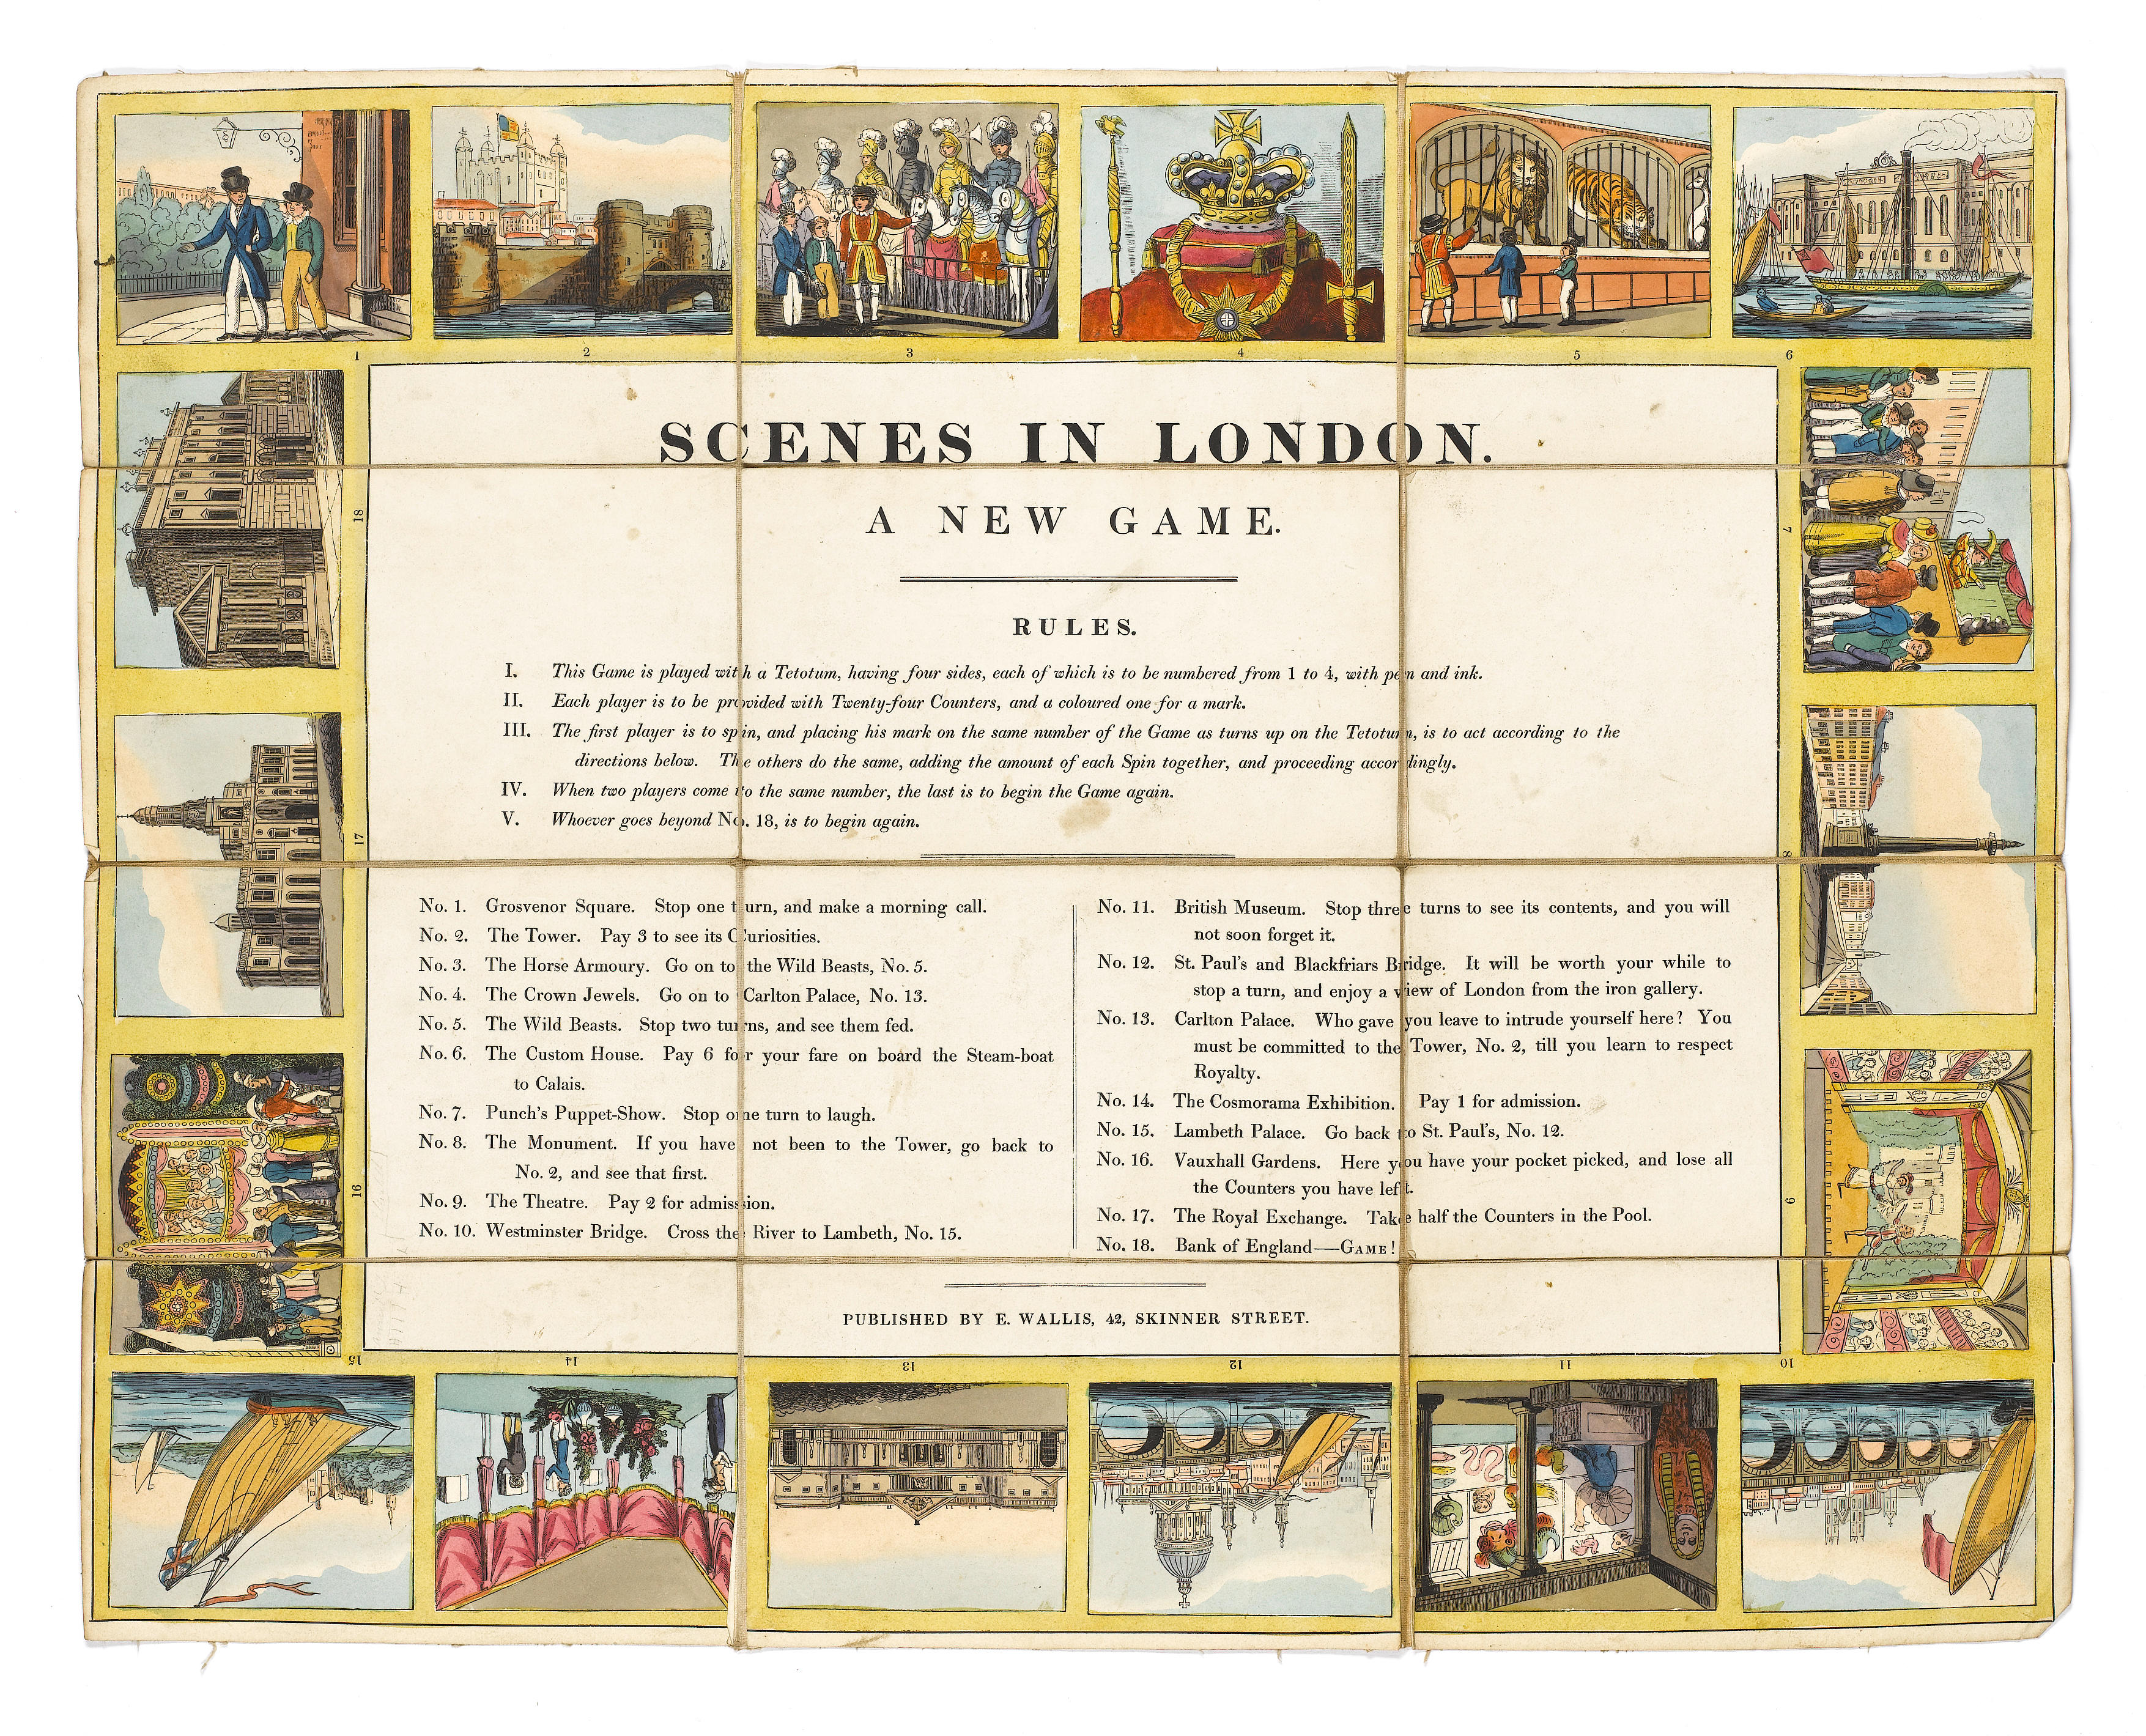 1
2
3
4
5
6
SCENES IN LONDON.
A NEW GAME.
RULES.
I. This Game is played with a Tetotum, having four sides, each of which is to be numbered from 1 to 4, with pen and ink.
II. Each player is to be provided with Twenty-four Counters, and a coloured one for a mark.
III. The first player is to spin, and placing his mark on the same number of the Game as turns up on the Tetotum, is to act according to the
directions below. The others do the same, adding the amount of each Spin together, and proceeding accordingly.
IV. When two players come to the same number, the last is to begin the Game again.
V. Whoever goes beyond No. 18, is to begin again.
No. 1. Grosvenor Square. Stop one turn, and make a morning call.
No. 2. The Tower. Pay 3 to see its Curiosities.
No. 3. The Horse Armoury. Go on to the Wild Beasts, No. 5.
No. 4. The Crown Jewels. Go on to Carlton Palace, No. 13.
No. 5. The Wild Beasts. Stop two turns, and see them fed.
No. 6. The Custom House. Pay 6 for your fare on board the Steam-boat
to Calais.
No. 7. Punch's Puppet-Show. Stop one turn to laugh.
No. 8. The Monument. If you have not been to the Tower, go back to
No. 2, and see that first.
No. 9. The Theatre. Pay 2 for admission.
No. 10. Westminster Bridge. Cross the River to Lambeth, No. 15.
No. 11. British Museum. Stop three turns to see its contents, and you will
not soon forget it.
No. 12. St. Paul's and Blackfriars Bridge. It will be worth your while to
stop a turn, and enjoy a view of London from the iron gallery.
No. 13. Carlton Palace. Who gave you leave to intrude yourself here? You
must be committed to the Tower, No. 2, till you learn to respect
Royalty.
No. 14. The Cosmorama Exhibition. Pay 1 for admission.
No. 15. Lambeth Palace. Go back to St. Paul's, No. 12.
No. 16. Vauxhall Gardens. Here you have your pocket picked, and lose all
the Counters you have left.
No. 17. The Royal Exchange. Take half the Counters in the Pool.
No. 18. Bank of England—GAME!
PUBLISHED BY E. WALLIS, 42, SKINNER STREET.
7
8
9
10
11
12
13
14
15
16
17
18